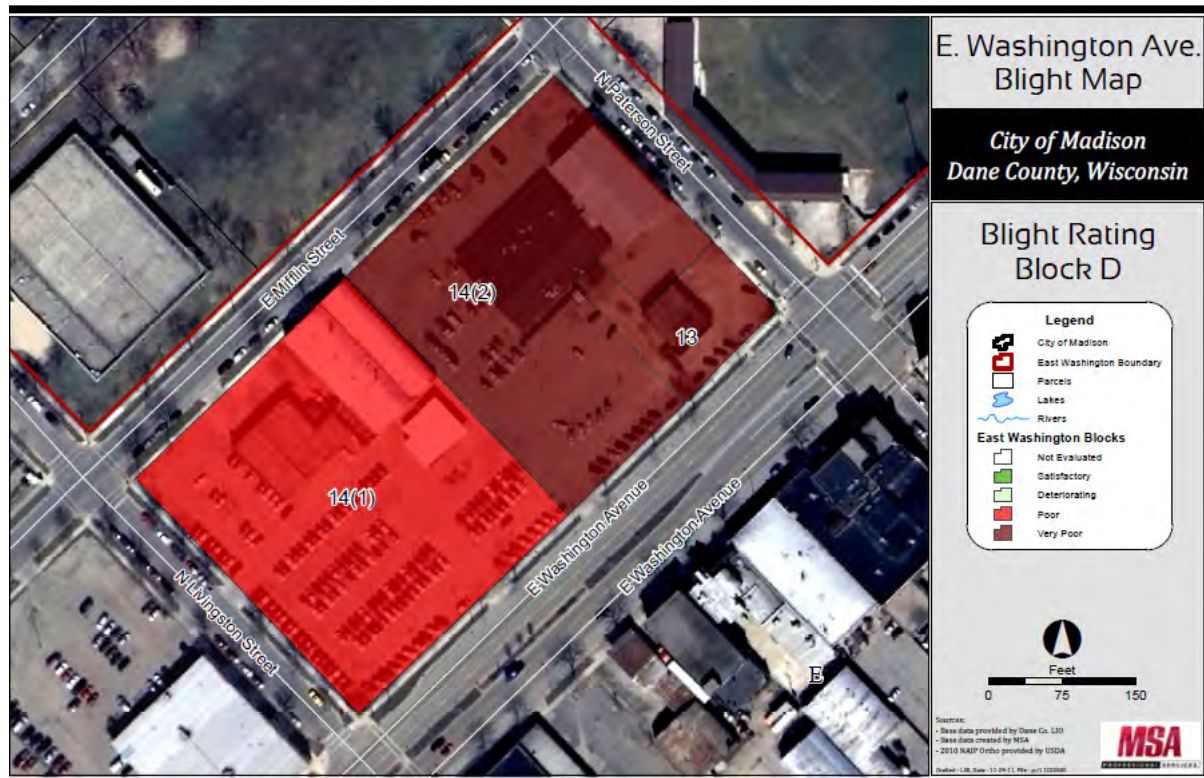 E. Washington Ave.
Blight Map
City of Madison
Dane County, Wisconsin
Blight Rating
Block D
Legend
City of Madison
East Washington Boundary
Parcels
Lakes
Rivers
East Washington Blocks
Not Evaluated
Satisfactory
Deteriorating
Poor
Very Poor
Feet
0 75 150
Sources:
- Base data provided by Dane Co. LIO
- Base data created by MSA
- 2010 NAIP Ortho provided by USDA
MSA
PROFESSIONAL SERVICES
N Paterson Street
E Mifflin Street
14(2)
13
14(1)
E Washington Avenue
E Washington Avenue
N Livingston Street
E